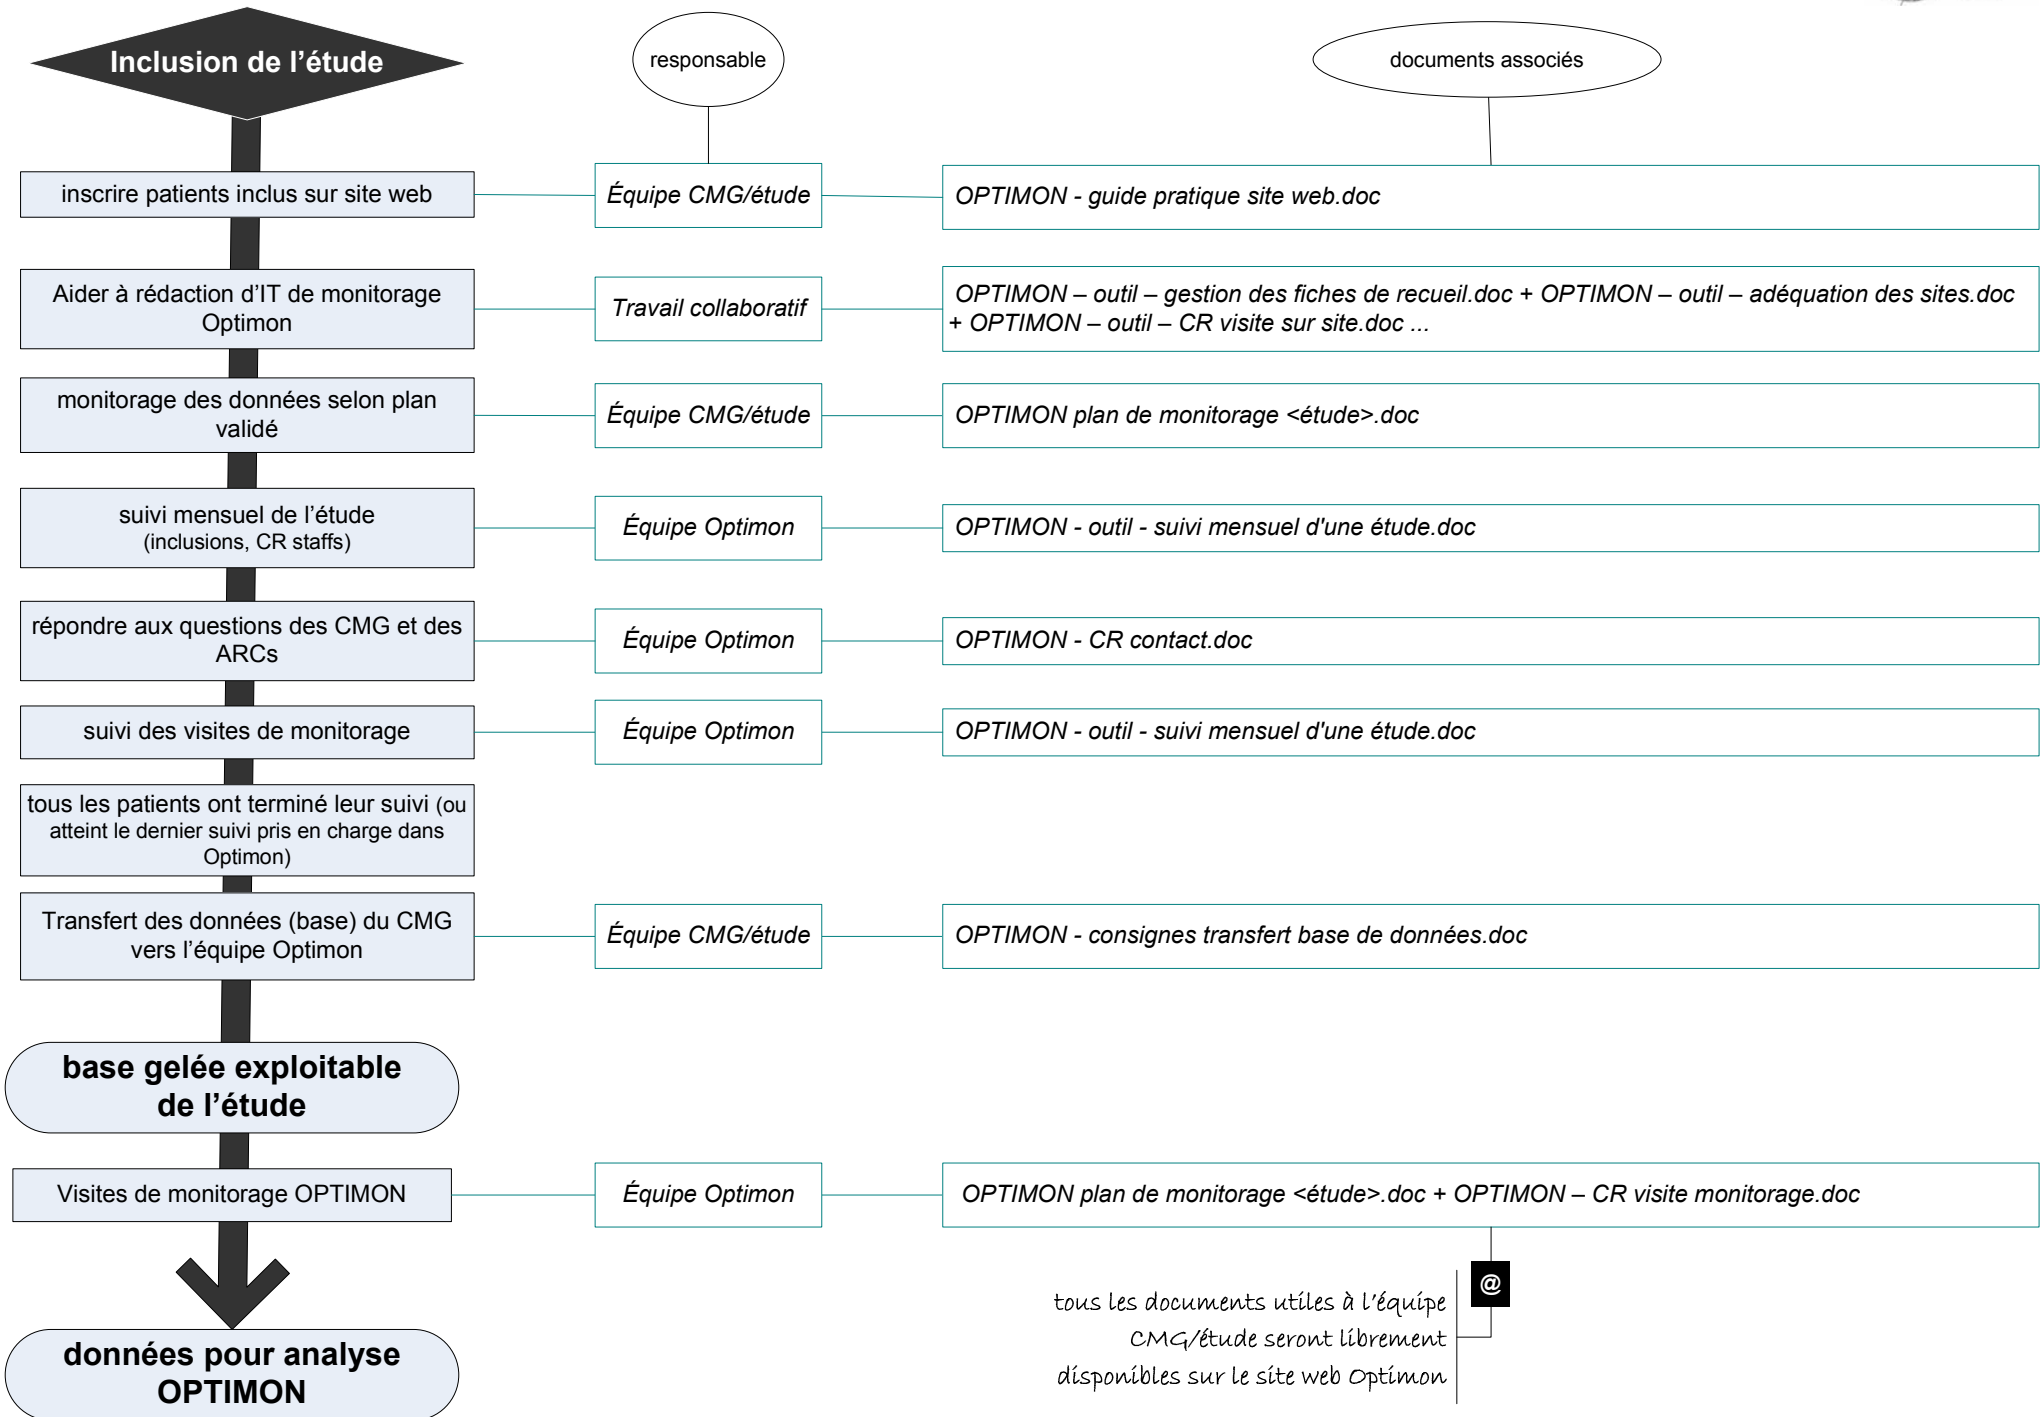 Inclusion de l’étude
responsable
documents associés
inscrire patients inclus sur site web
Équipe CMG/étude
OPTIMON - guide pratique site web.doc
Aider à rédaction d’IT de monitorage
Optimon
Travail collaboratif
OPTIMON – outil – gestion des fiches de recueil.doc + OPTIMON – outil – adéquation des sites.doc
+ OPTIMON – outil – CR visite sur site.doc ...
monitorage des données selon plan
validé
Équipe CMG/étude
OPTIMON plan de monitorage <étude>.doc
suivi mensuel de l’étude
(inclusions, CR staffs)
Équipe Optimon
OPTIMON - outil - suivi mensuel d'une étude.doc
répondre aux questions des CMG et des
ARCs
Équipe Optimon
OPTIMON - CR contact.doc
suivi des visites de monitorage
Équipe Optimon
OPTIMON - outil - suivi mensuel d'une étude.doc
tous les patients ont terminé leur suivi (ou
atteint le dernier suivi pris en charge dans
Optimon)
Transfert des données (base) du CMG
vers l’équipe Optimon
Équipe CMG/étude
OPTIMON - consignes transfert base de données.doc
base gelée exploitable
de l’étude
Visites de monitorage OPTIMON
Équipe Optimon
OPTIMON plan de monitorage <étude>.doc + OPTIMON – CR visite monitorage.doc
@
tous les documents utiles à l’équipe
CMG/étude seront librement
disponibles sur le site web Optimon
données pour analyse
OPTIMON